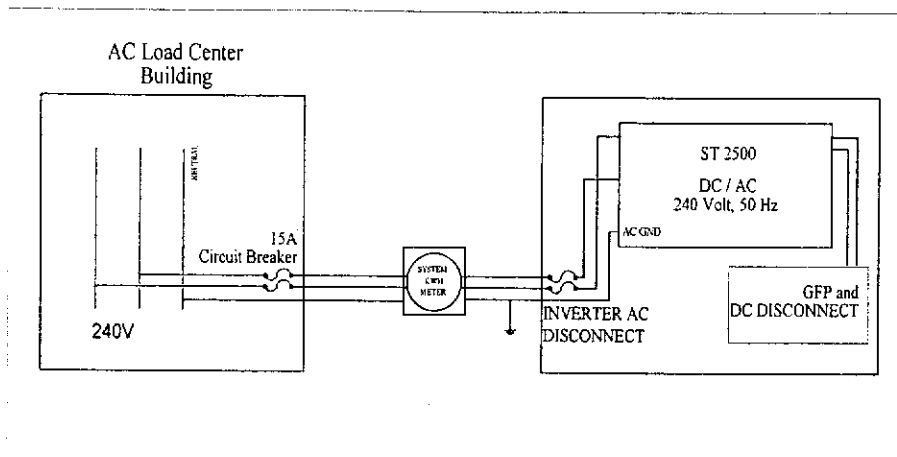 AC Load Center
Building
NEUTRAL
15A
Circuit Breaker
240V
SYSTEM
KWH
METER
INVERTER AC
DISCONNECT
ST 2500
DC / AC
240 Volt, 50 Hz
AC GND
GFP and
DC DISCONNECT